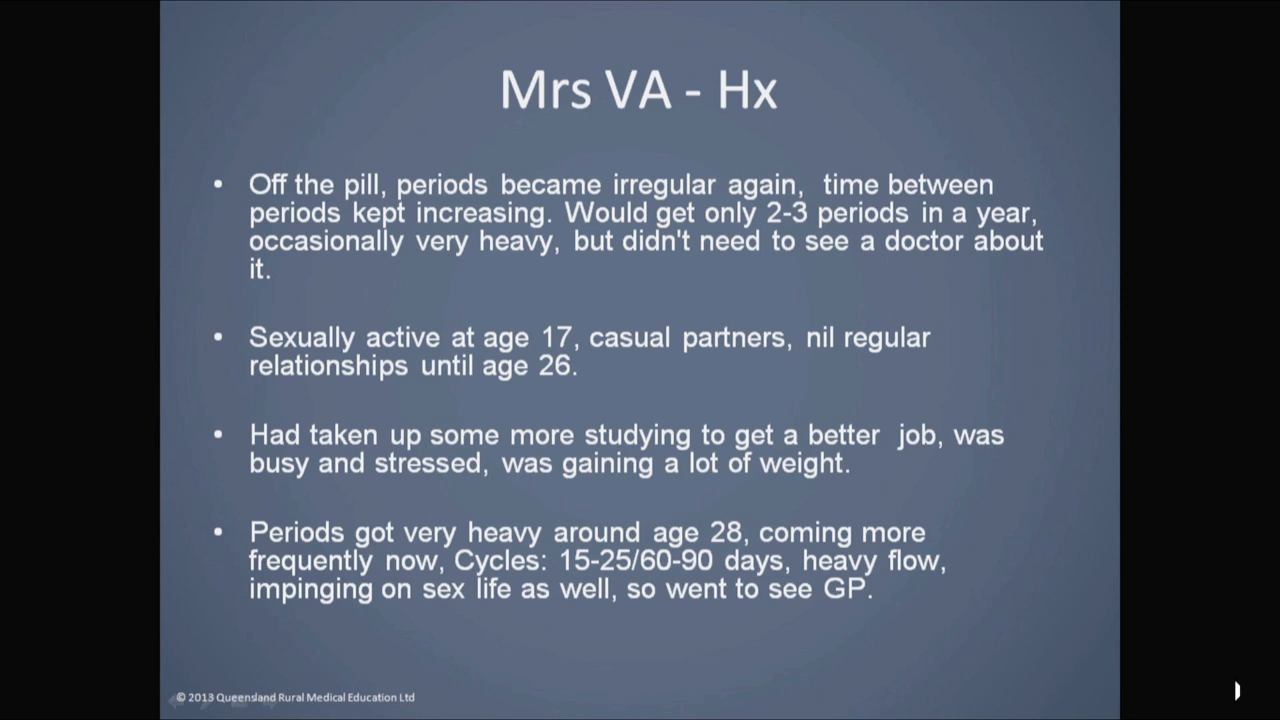 Mrs VA - Hx
• Off the pill, periods became irregular again, time between
periods kept increasing. Would get only 2-3 periods in a year,
occasionally very heavy, but didn't need to see a doctor about
it.
• Sexually active at age 17, casual partners, nil regular
relationships until age 26.
• Had taken up some more studying to get a better job, was
busy and stressed, was gaining a lot of weight.
• Periods got very heavy around age 28, coming more
frequently now, Cycles: 15-25/60-90 days, heavy flow,
impinging on sex life as well, so went to see GP.
© 2013 Queensland Rural Medical Education Ltd